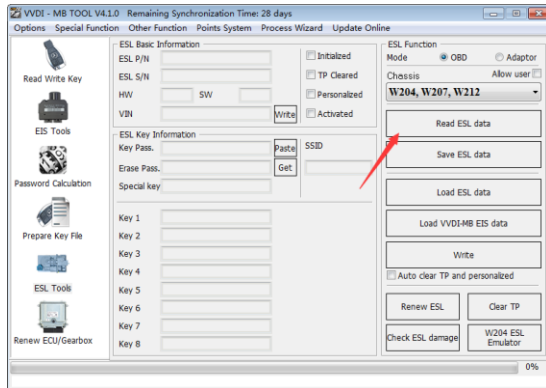 VVDI - MB TOOL V4.1.0 Remaining Synchronization Time: 28 days
Options Special Function Other Function Points System Process Wizard Update Online
Read Write Key
EIS Tools
Password Calculation
Prepare Key File
ESL Tools
Renew ECU/Gearbox
ESL Basic Information
ESL P/N
ESL S/N
HW SW
VIN Write
Initialized
TP Cleared
Personalized
Activated
ESL Key Information
Key Pass. Paste SSID
Erase Pass. Get
Special key
Key 1
Key 2
Key 3
Key 4
Key 5
Key 6
Key 7
Key 8
ESL Function
Mode OBD Adaptor
Chassis Allow user
W204, W207, W212
Read ESL data
Save ESL data
Load ESL data
Load VVDI-MB EIS data
Write
Auto clear TP and personalized
Renew ESL Clear TP
Check ESL damage W204 ESL
Emulator
0%